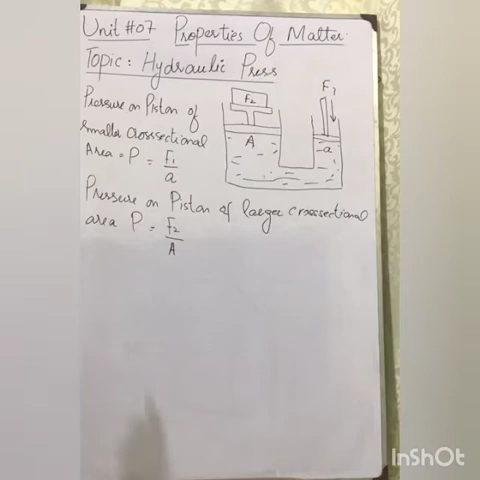 Unit #07 Properties Of Matter.
Topic: Hydraulic Press
Pressure on Piston of
smaller crosssectional
Area = P = F1/a
F2
A
F1
a
Pressure on Piston of larger crosssectional
area P = F2/A
InShOt